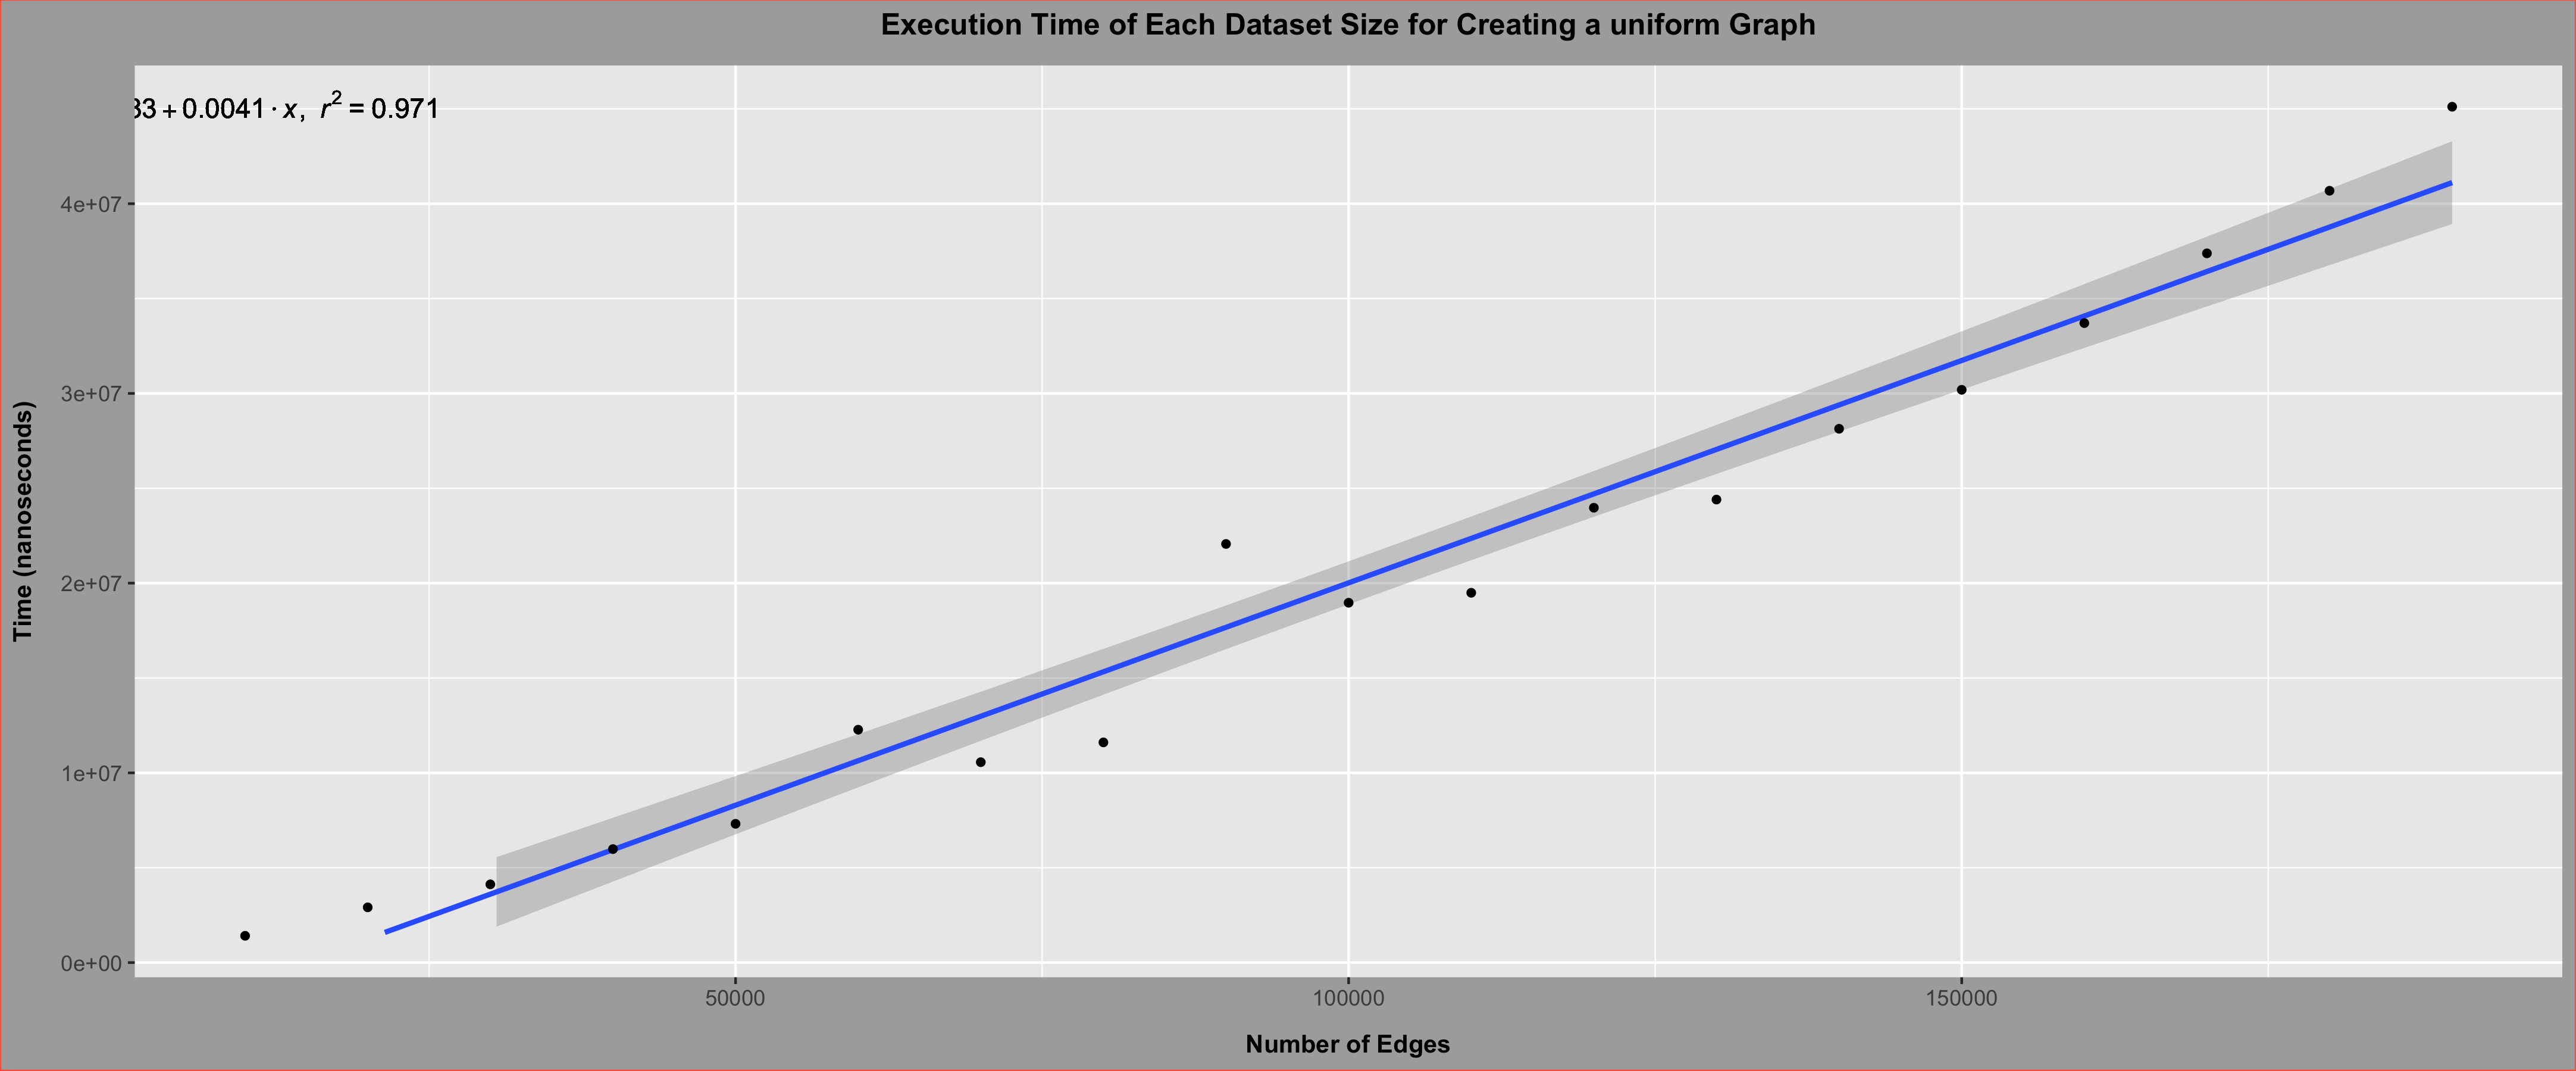 Execution Time of Each Dataset Size for Creating a uniform Graph
33 + 0.0041 · x, r² = 0.971
4e+07
3e+07
2e+07
1e+07
0e+00
Time (nanoseconds)
50000 100000 150000
Number of Edges